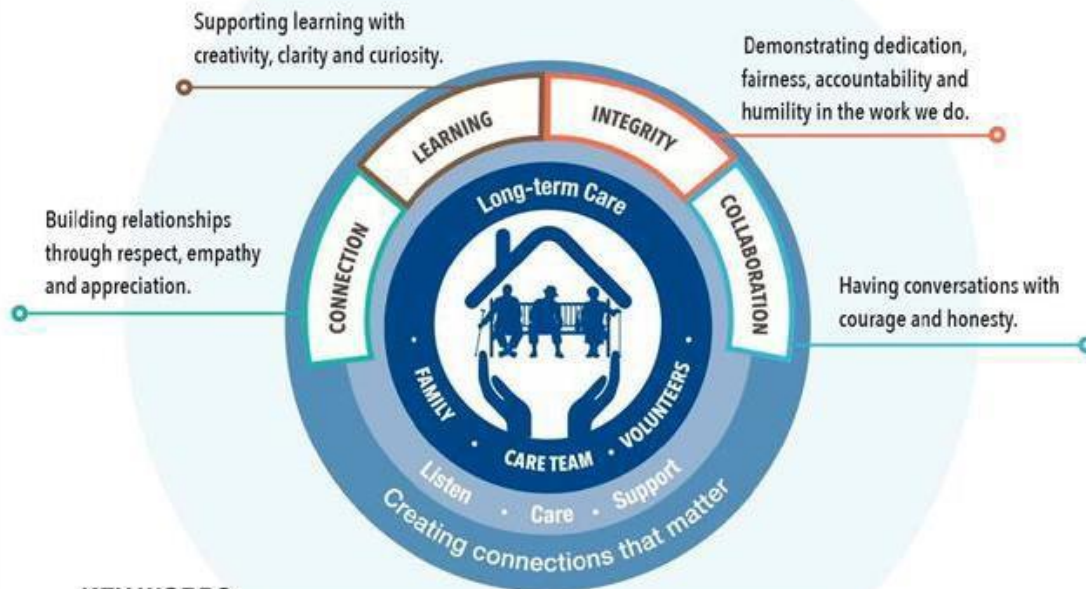 Supporting learning with
creativity, clarity and curiosity.
Demonstrating dedication,
fairness, accountability and
humility in the work we do.
Building relationships
through respect, empathy
and appreciation.
Having conversations with
courage and honesty.
CONNECTION
LEARNING
INTEGRITY
COLLABORATION
Long-term Care
· FAMILY · CARE TEAM · VOLUNTEERS ·
Listen · Care · Support
Creating connections that matter